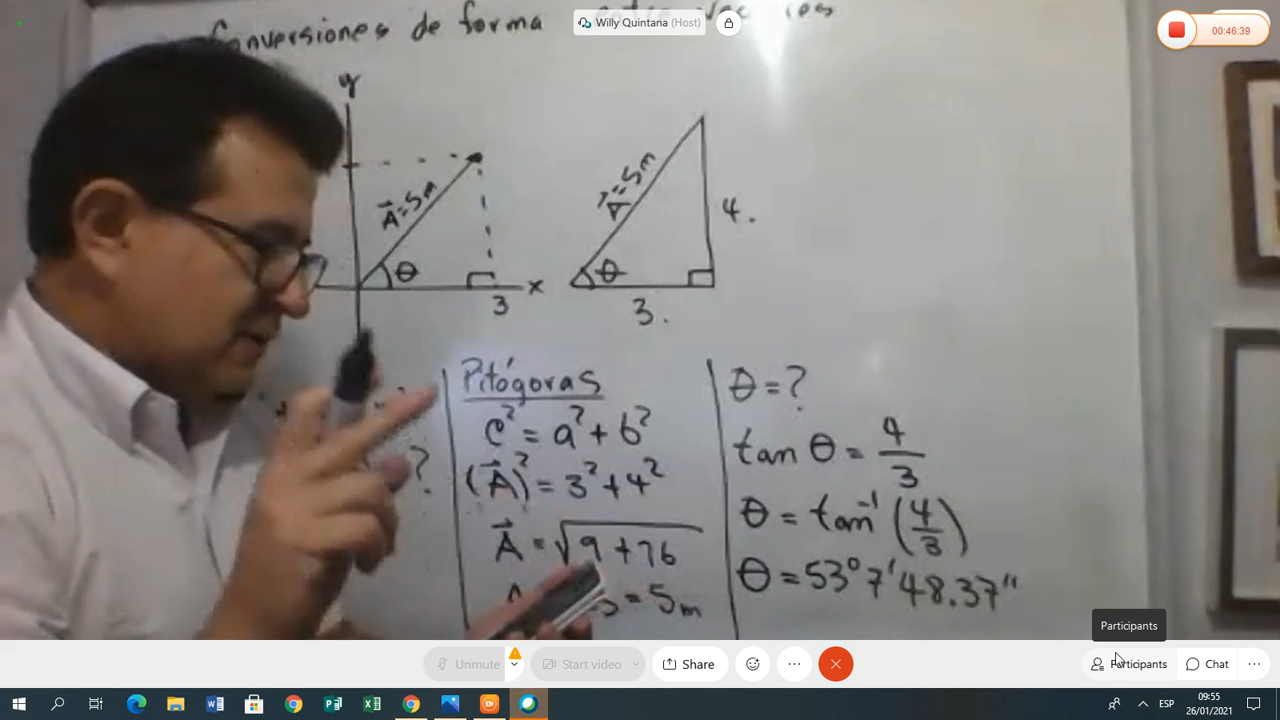 Willy Quintana (Host)
00:46:39
Conversiones de forma entre
y
A=5m
θ
x
3
A=5m
θ
4.
3.
?
Pitágoras
c²=a²+b²
(A)²=3²+4²
A=√9+16
=5m
θ=?
tan θ=4/3
θ=tan⁻¹(4/3)
θ=53°7'48.37"
Participants
Unmute
Start video
Share
Participants
Chat
ESP
09:55
26/01/2021